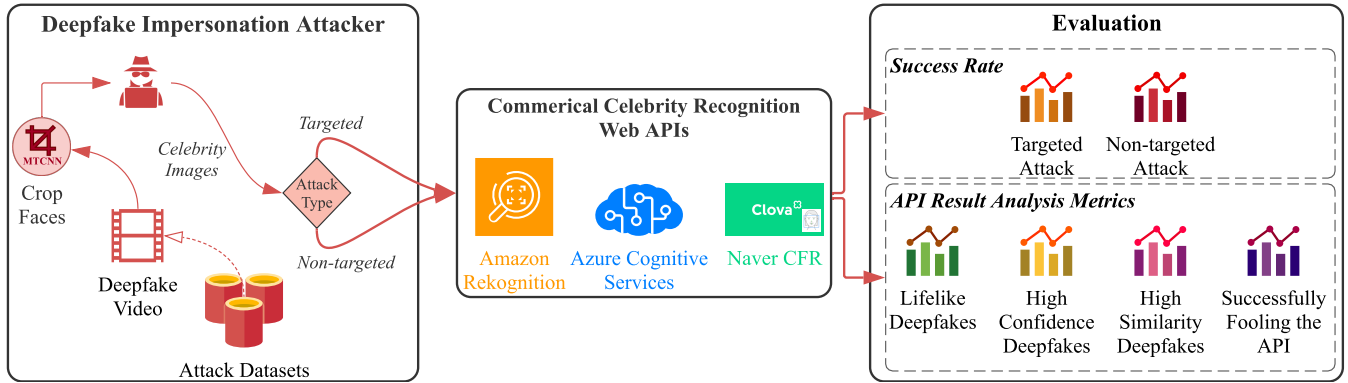 Deepfake Impersonation Attacker
MTCNN
Crop
Faces
Celebrity
Images
Targeted
Attack
Type
Non-targeted
Deepfake
Video
Attack Datasets
Commerical Celebrity Recognition
Web APIs
Amazon
Rekognition
Azure Cognitive
Services
Clova
Naver CFR
Evaluation
Success Rate
Targeted
Attack
Non-targeted
Attack
API Result Analysis Metrics
Lifelike
Deepfakes
High
Confidence
Deepfakes
High
Similarity
Deepfakes
Successfully
Fooling the
API